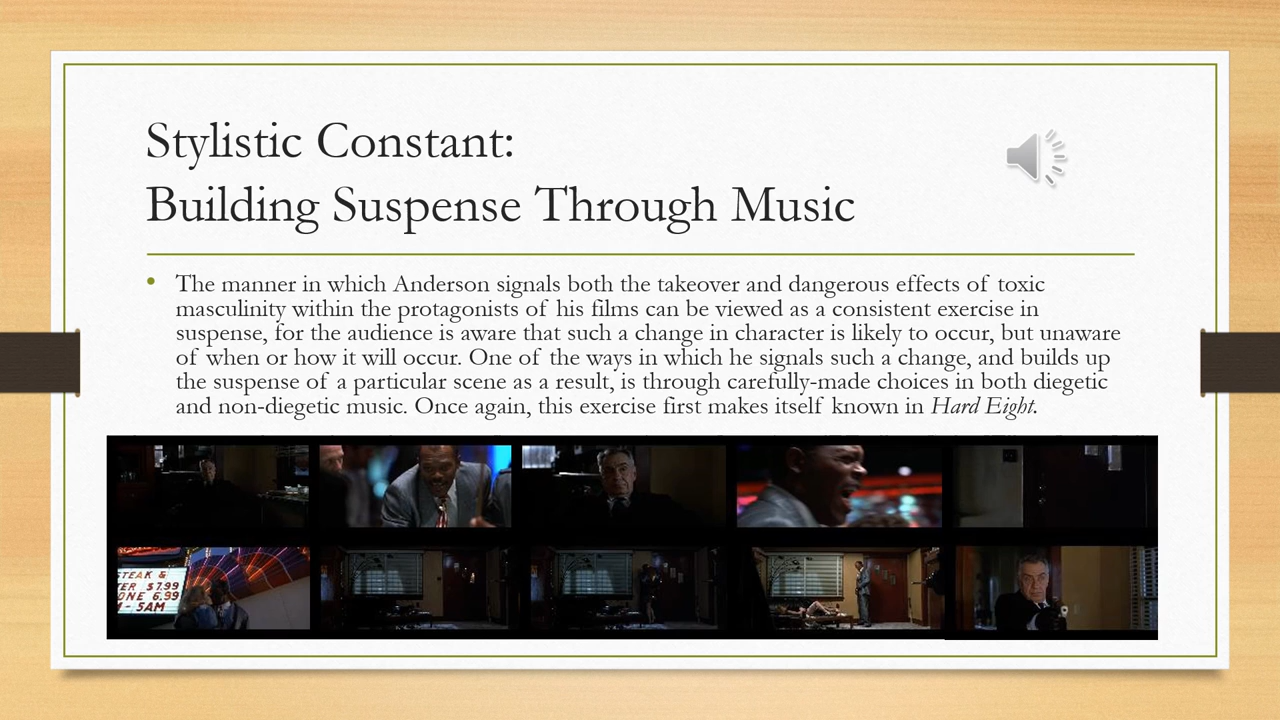 Stylistic Constant:
Building Suspense Through Music
• The manner in which Anderson signals both the takeover and dangerous effects of toxic
masculinity within the protagonists of his films can be viewed as a consistent exercise in
suspense, for the audience is aware that such a change in character is likely to occur, but unaware
of when or how it will occur. One of the ways in which he signals such a change, and builds up
the suspense of a particular scene as a result, is through carefully-made choices in both diegetic
and non-diegetic music. Once again, this exercise first makes itself known in Hard Eight.
STEAK &
ER $7.99
ONE 6.99
- 5AM